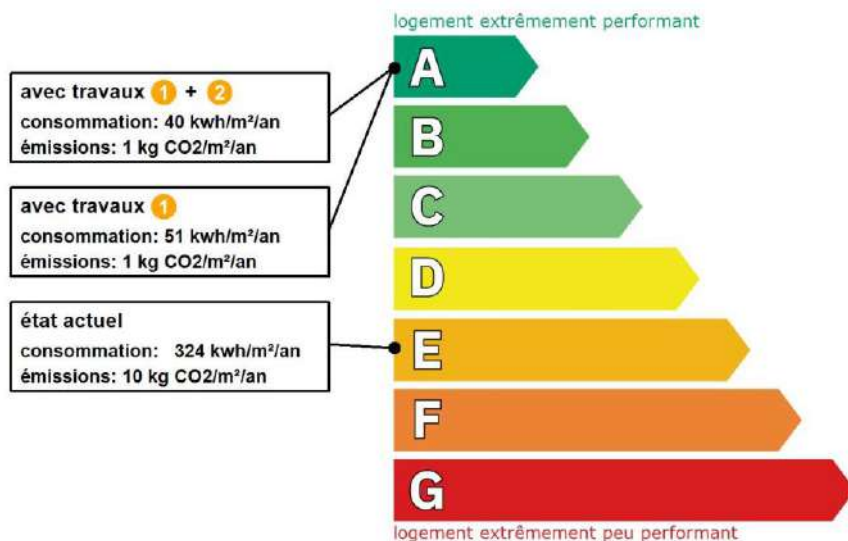 logement extrêmement performant
A
avec travaux 1 + 2
consommation: 40 kwh/m²/an
émissions: 1 kg CO2/m²/an
B
avec travaux 1
consommation: 51 kwh/m²/an
émissions: 1 kg CO2/m²/an
C
D
état actuel
consommation: 324 kwh/m²/an
émissions: 10 kg CO2/m²/an
E
F
G
logement extrêmement peu performant